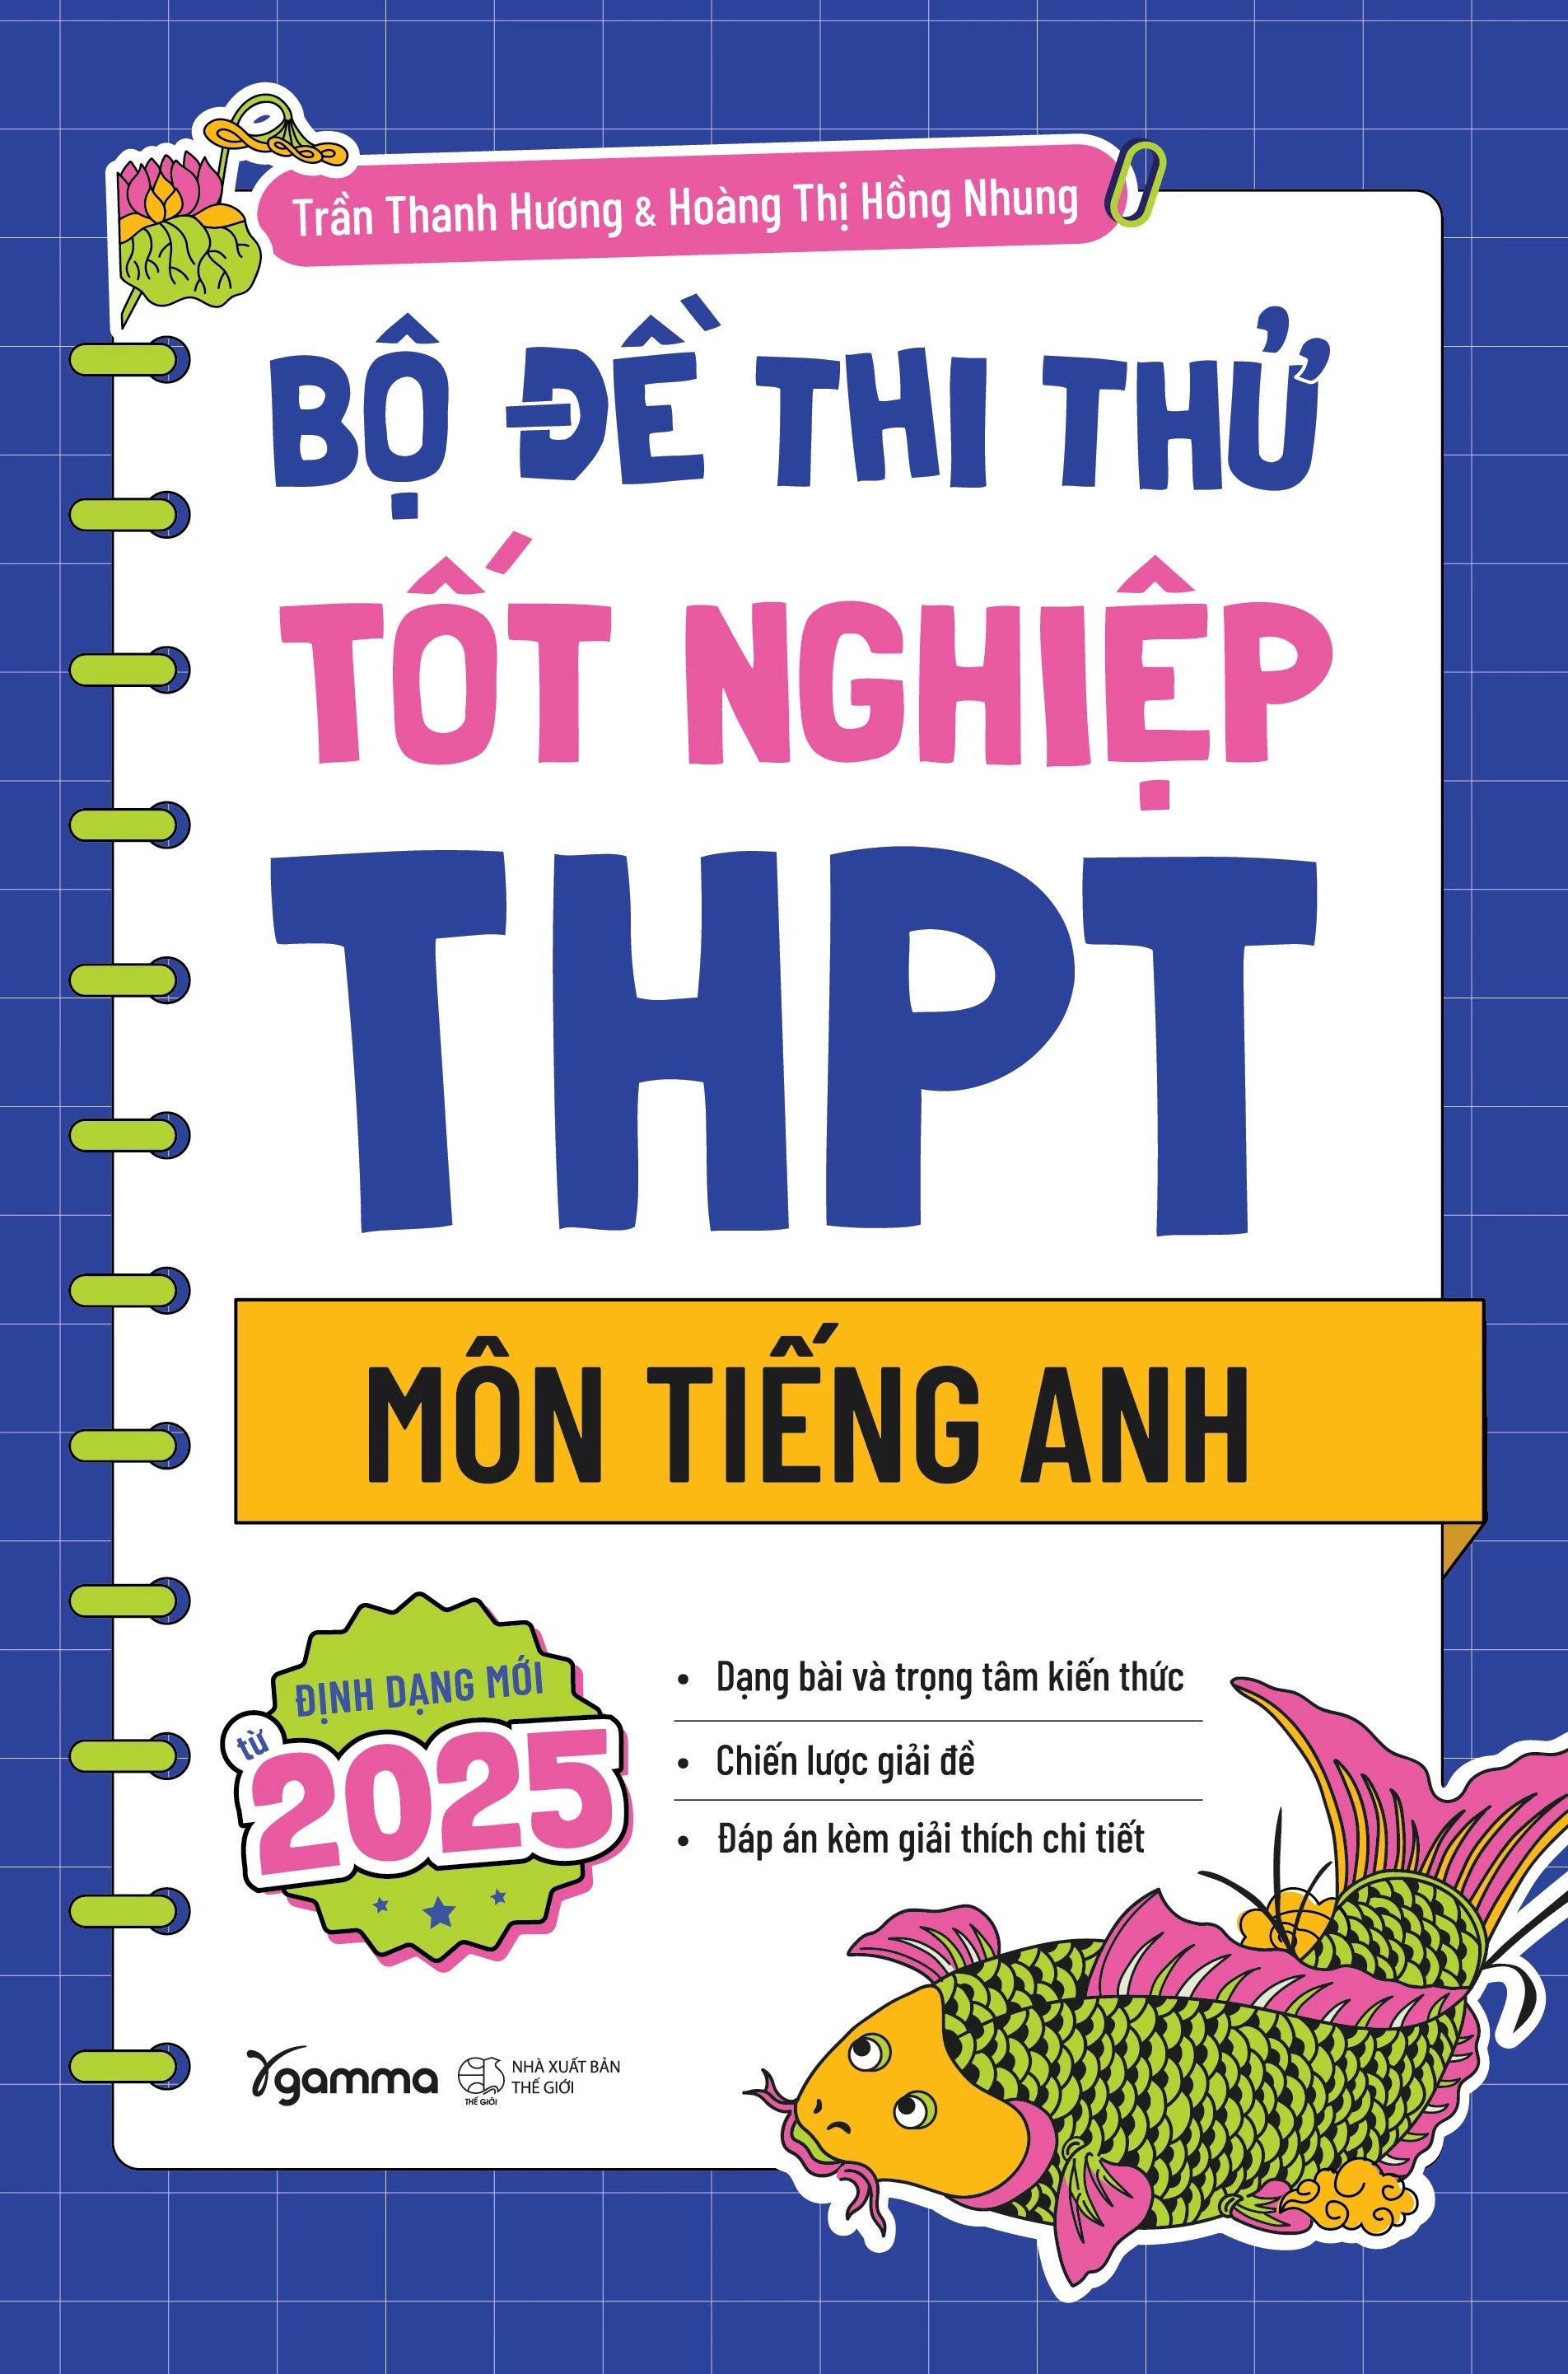 Trần Thanh Hương & Hoàng Thị Hồng Nhung
BỘ ĐỀ THI THỬ
TỐT NGHIỆP
THPT
MÔN TIẾNG ANH
ĐỊNH DẠNG MỚI
từ
2025
• Dạng bài và trọng tâm kiến thức
• Chiến lược giải đề
• Đáp án kèm giải thích chi tiết
gamma
THẾ GIỚI
NHÀ XUẤT BẢN
THẾ GIỚI